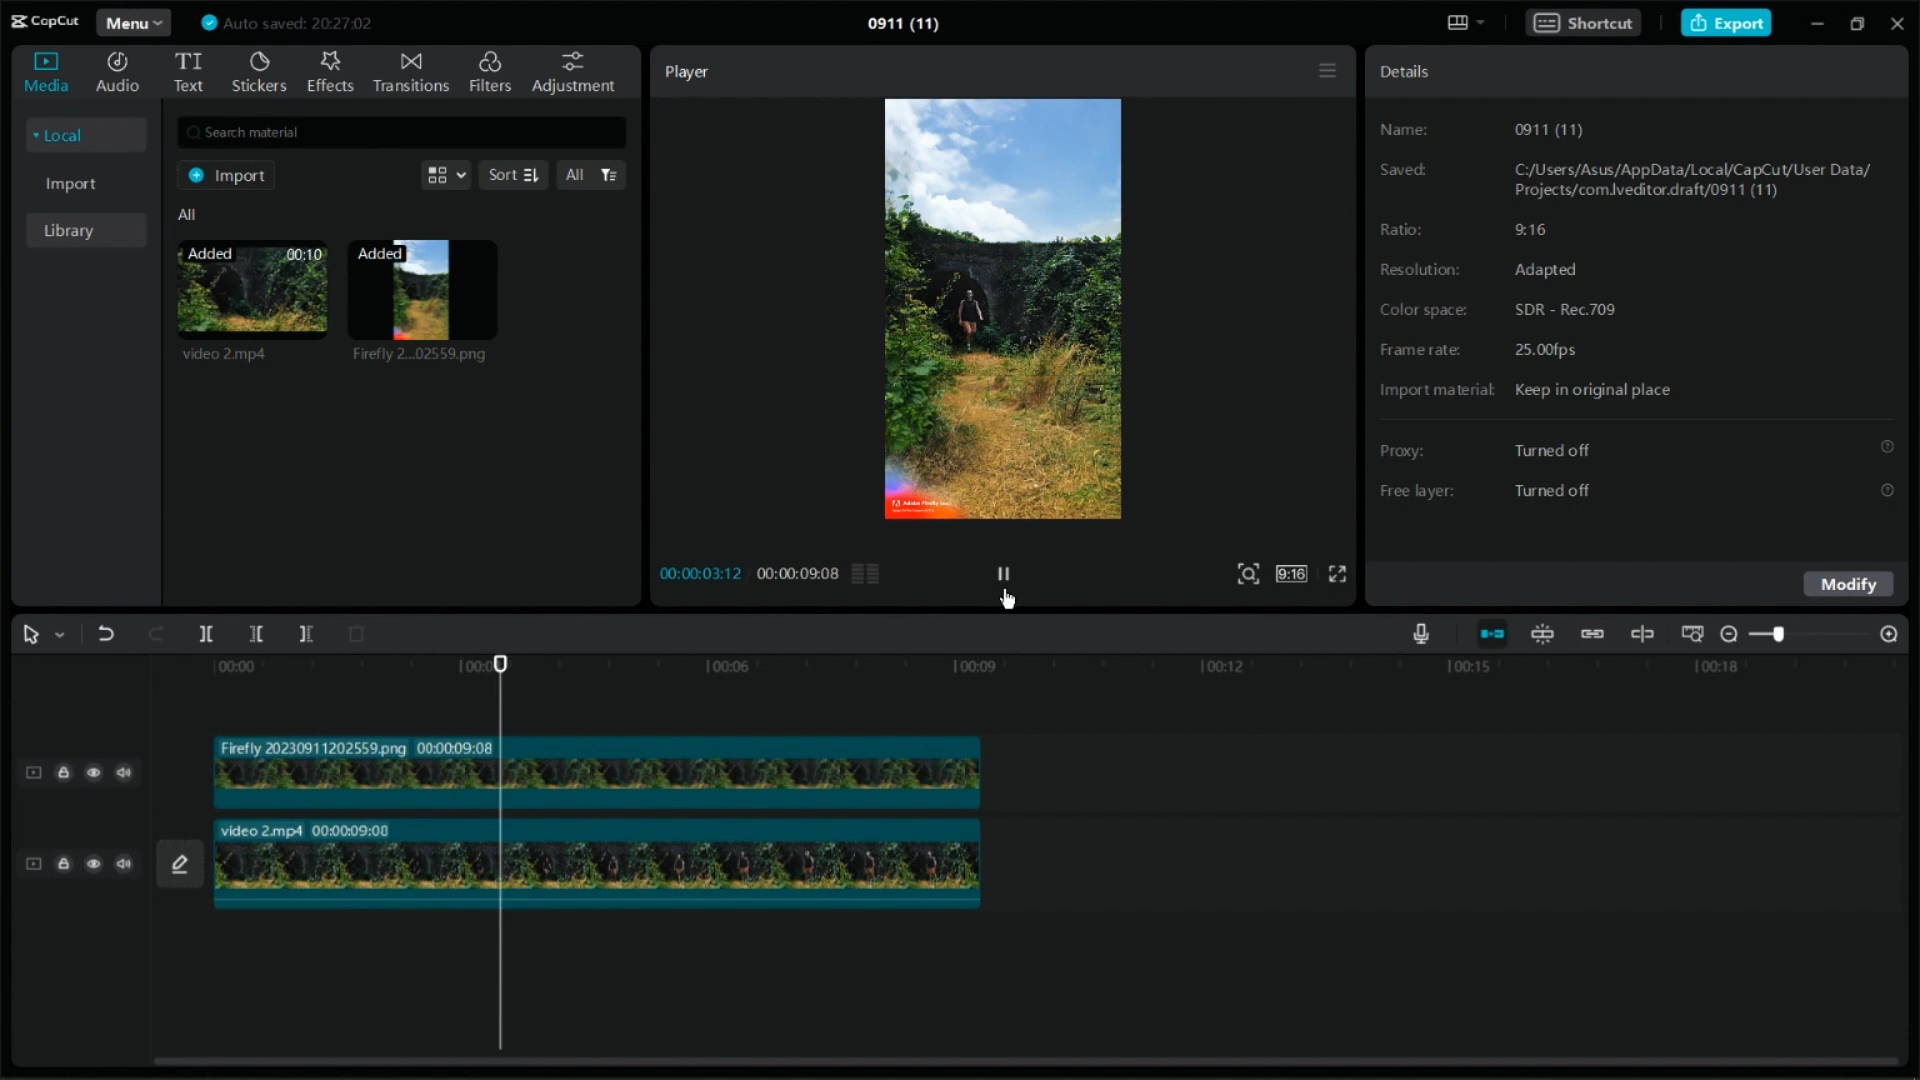 CapCut
Menu
Auto saved: 20:27:02
0911 (11)
Shortcut
Export
Media
Audio
TI
Text
Stickers
Effects
Transitions
Filters
Adjustment
Player
Details
Local
Import
Library
Search material
Import
Sort
All
All
Added
00:10
video 2.mp4
Added
Firefly 2...02559.png
Adobe Firefly
00:00:03:12
00:00:09:08
9:16
Name:
0911 (11)
Saved:
C:/Users/Asus/AppData/Local/CapCut/User Data/
Projects/com.lveditor.draft/0911 (11)
Ratio:
9:16
Resolution:
Adapted
Color space:
SDR - Rec.709
Frame rate:
25.00fps
Import material:
Keep in original place
Proxy:
Turned off
Free layer:
Turned off
Modify
00:00
00:0
00:06
00:09
00:12
00:15
00:18
Firefly 20230911202559.png 00:00:09:08
video 2.mp4 00:00:09:08